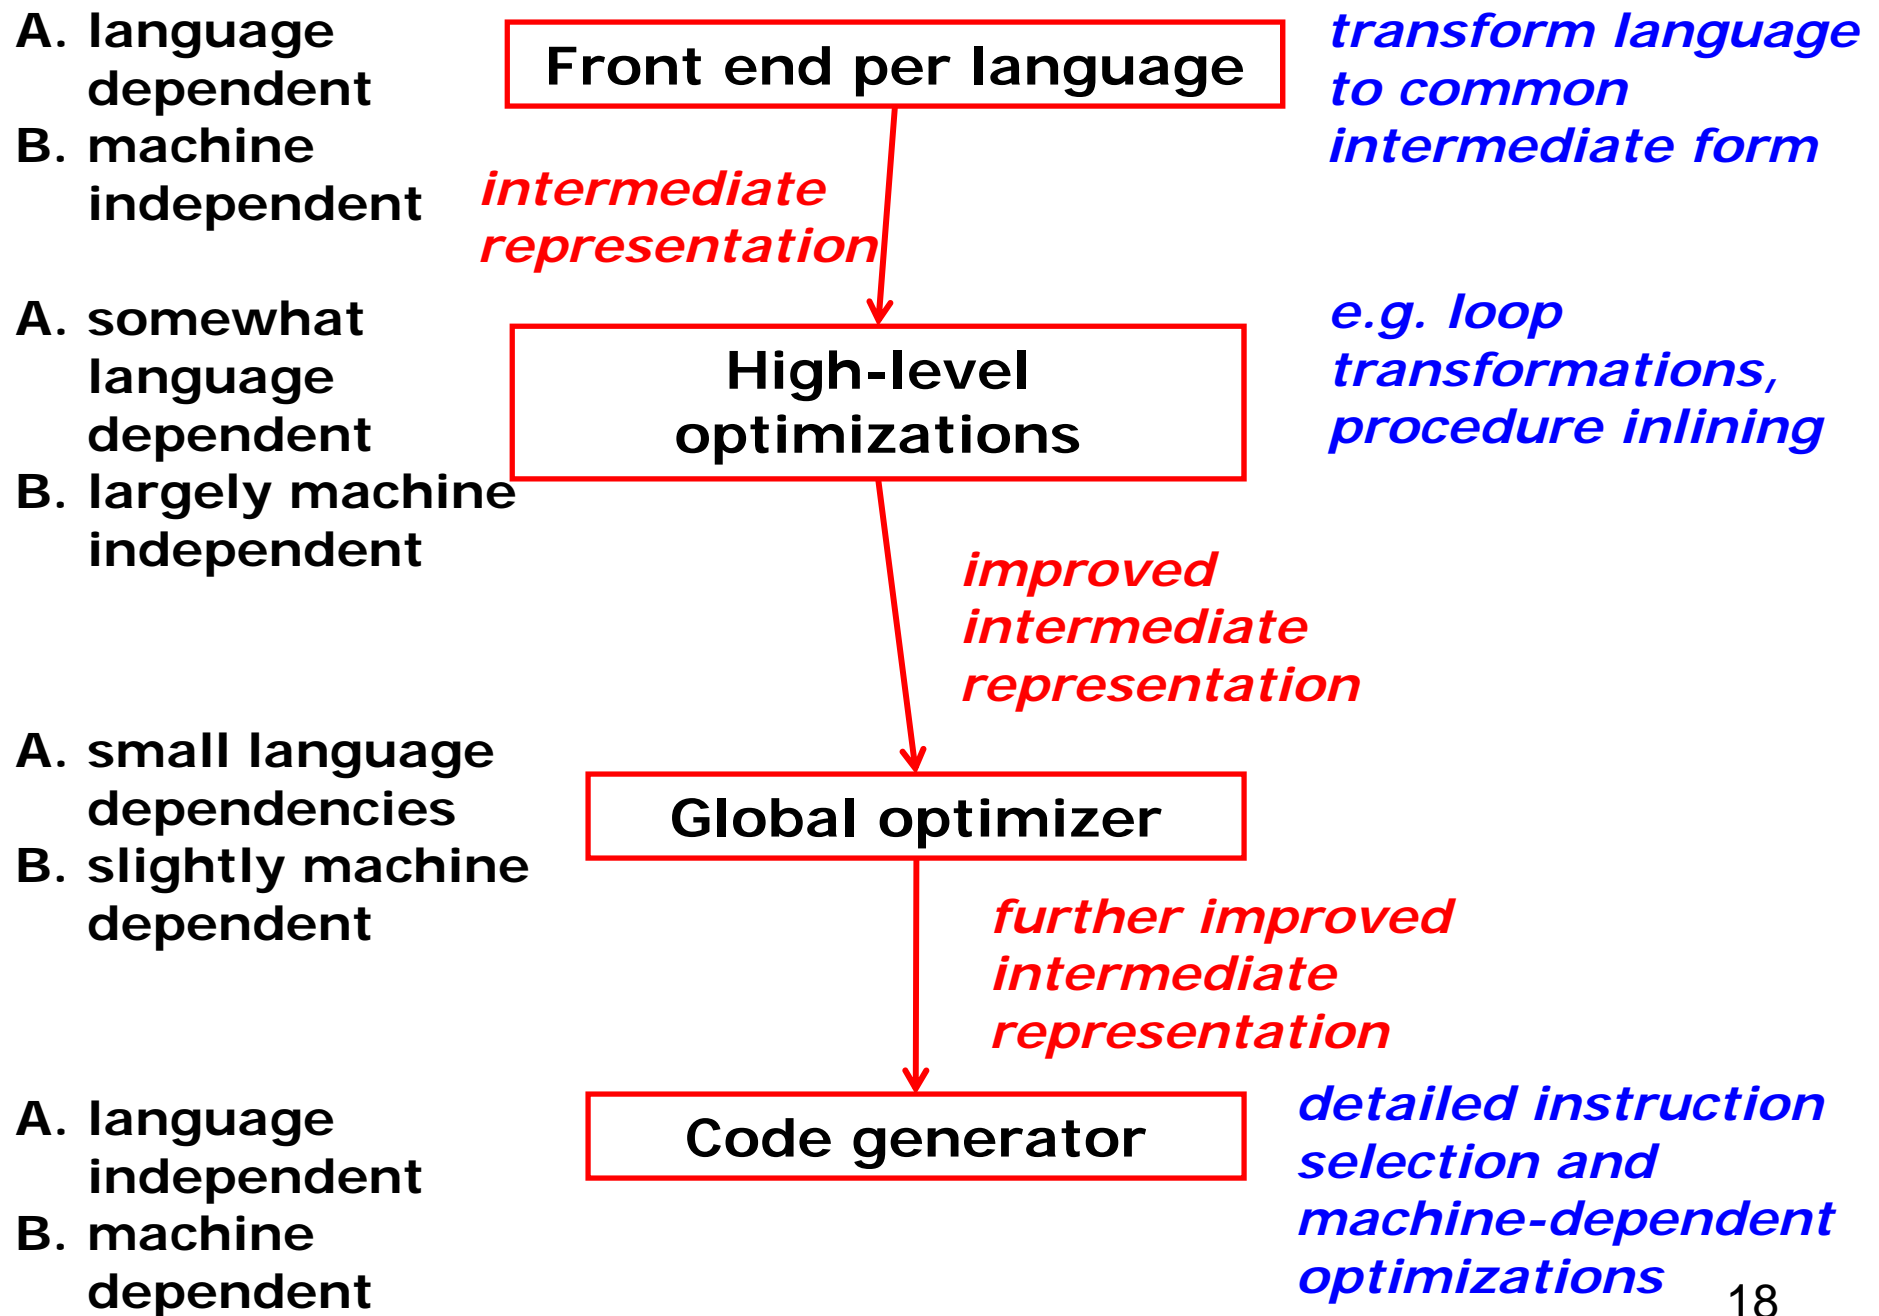 A. language
dependent
B. machine
independent
Front end per language
transform language
to common
intermediate form
intermediate
representation
A. somewhat
language
dependent
B. largely machine
independent
High-level
optimizations
e.g. loop
transformations,
procedure inlining
improved
intermediate
representation
A. small language
dependencies
B. slightly machine
dependent
Global optimizer
further improved
intermediate
representation
A. language
independent
B. machine
dependent
Code generator
detailed instruction
selection and
machine-dependent
optimizations
18